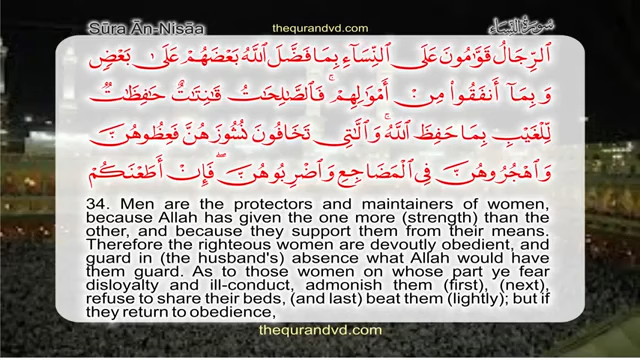 Sūra Ān-Nisāa thequrandvd.com سُورَةُ النِّسَاءِ
ٱلرِّجَالُ قَوَّٰمُونَ عَلَى ٱلنِّسَآءِ بِمَا فَضَّلَ ٱللَّهُ بَعْضَهُمْ عَلَىٰ بَعْضٍ
وَبِمَآ أَنفَقُوا۟ مِنْ أَمْوَٰلِهِمْ ۚ فَٱلصَّٰلِحَٰتُ قَٰنِتَٰتٌ حَٰفِظَٰتٌ
لِّلْغَيْبِ بِمَا حَفِظَ ٱللَّهُ ۚ وَٱلَّٰتِى تَخَافُونَ نُشُوزَهُنَّ فَعِظُوهُنَّ
وَٱهْجُرُوهُنَّ فِى ٱلْمَضَاجِعِ وَٱضْرِبُوهُنَّ ۖ فَإِنْ أَطَعْنَكُمْ
34. Men are the protectors and maintainers of women,
because Allah has given the one more (strength) than the
other, and because they support them from their means.
Therefore the righteous women are devoutly obedient, and
guard in (the husband's) absence what Allah would have
them guard. As to those women on whose part ye fear
disloyalty and ill-conduct, admonish them (first), (next),
refuse to share their beds, (and last) beat them (lightly); but if
they return to obedience,
thequrandvd.com